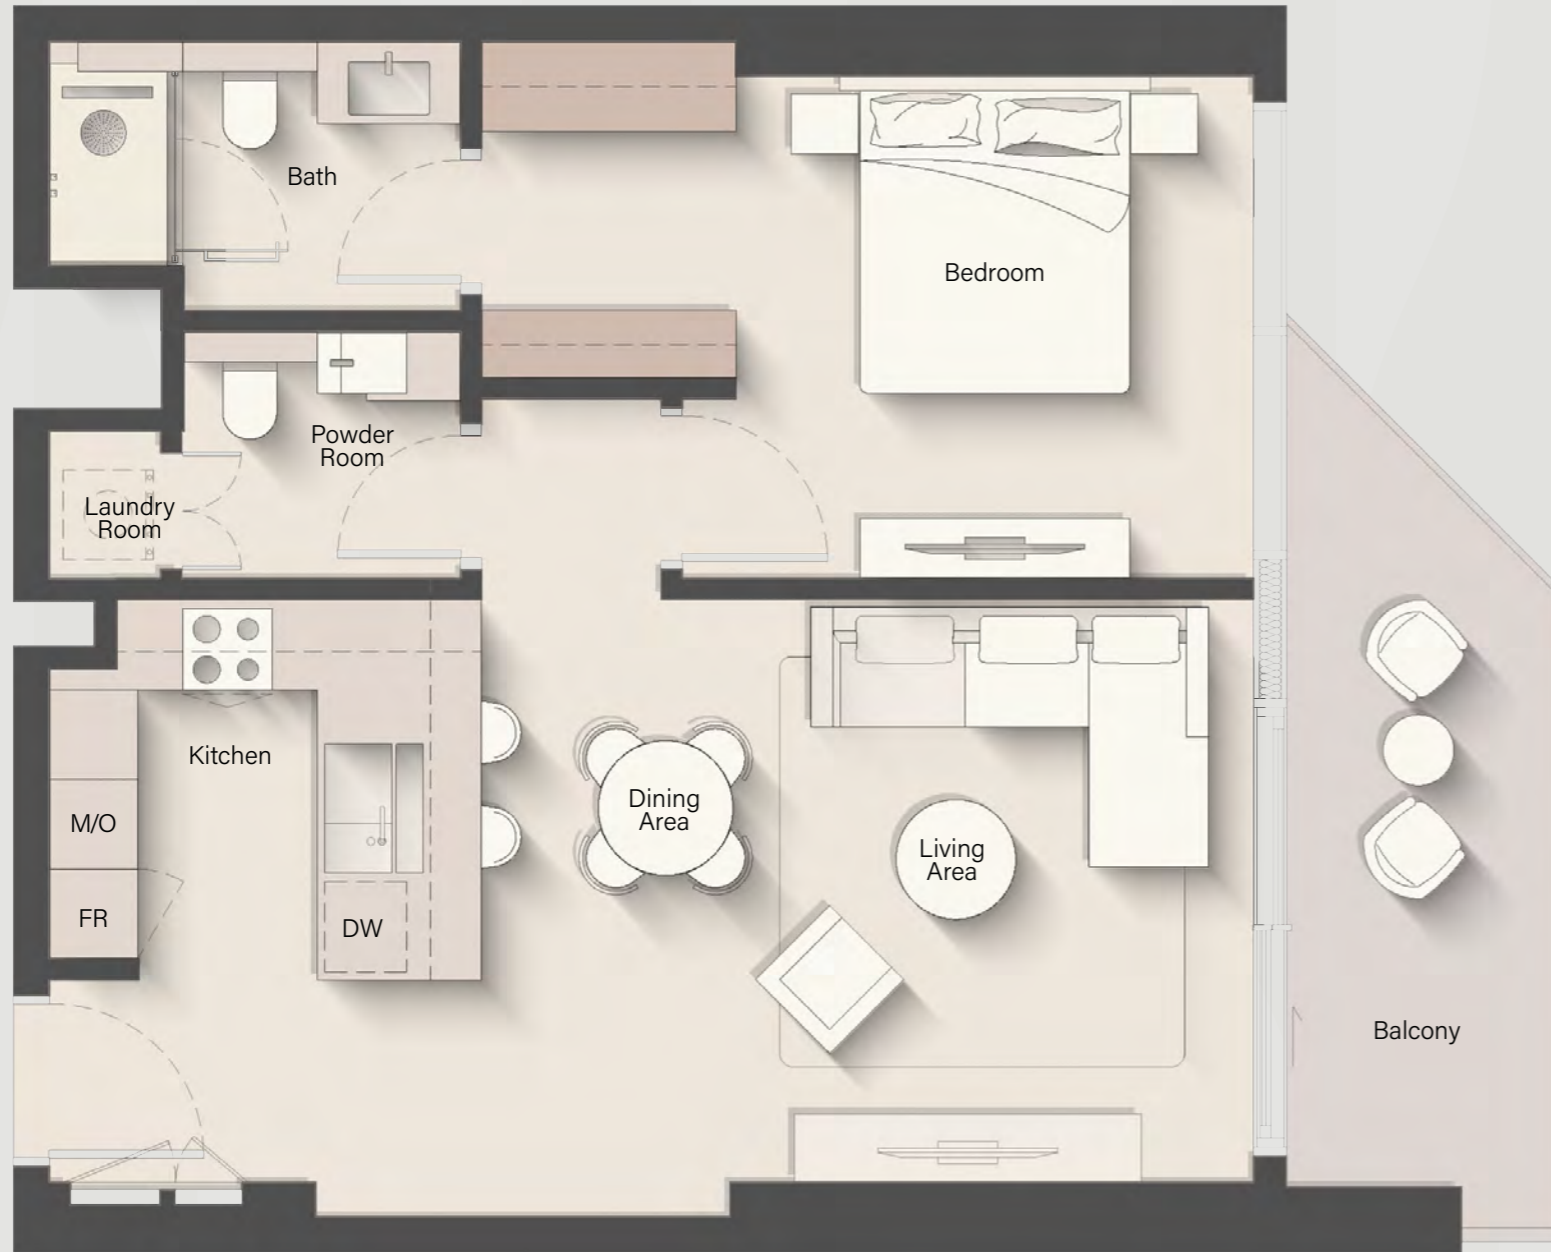 Bath
Bedroom
Powder
Room
Laundry
Room
Kitchen
M/O
FR
DW
Dining
Area
Living
Area
Balcony